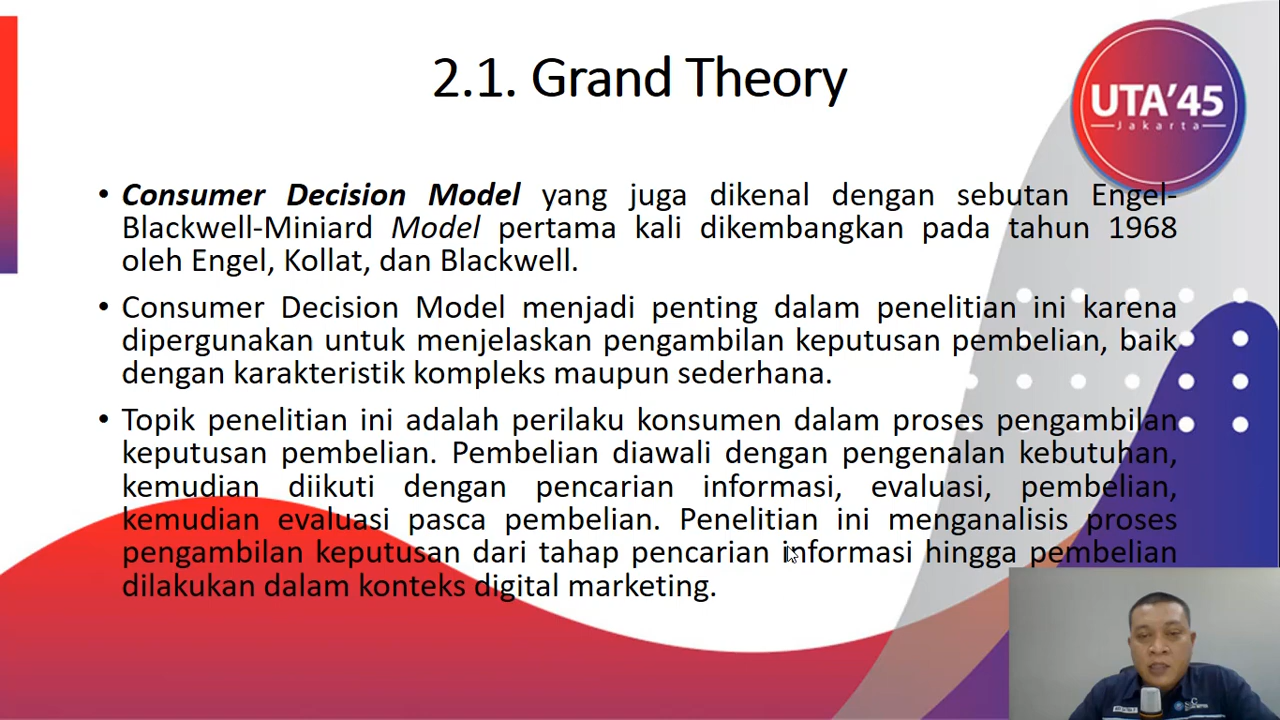 2.1. Grand Theory
UTA'45
Jakarta
• Consumer Decision Model yang juga dikenal dengan sebutan Engel-
Blackwell-Miniard Model pertama kali dikembangkan pada tahun 1968
oleh Engel, Kollat, dan Blackwell.
• Consumer Decision Model menjadi penting dalam penelitian ini karena
dipergunakan untuk menjelaskan pengambilan keputusan pembelian, baik
dengan karakteristik kompleks maupun sederhana.
• Topik penelitian ini adalah perilaku konsumen dalam proses pengambilan
keputusan pembelian. Pembelian diawali dengan pengenalan kebutuhan,
kemudian diikuti dengan pencarian informasi, evaluasi, pembelian,
kemudian evaluasi pasca pembelian. Penelitian ini menganalisis proses
pengambilan keputusan dari tahap pencarian informasi hingga pembelian
dilakukan dalam konteks digital marketing.